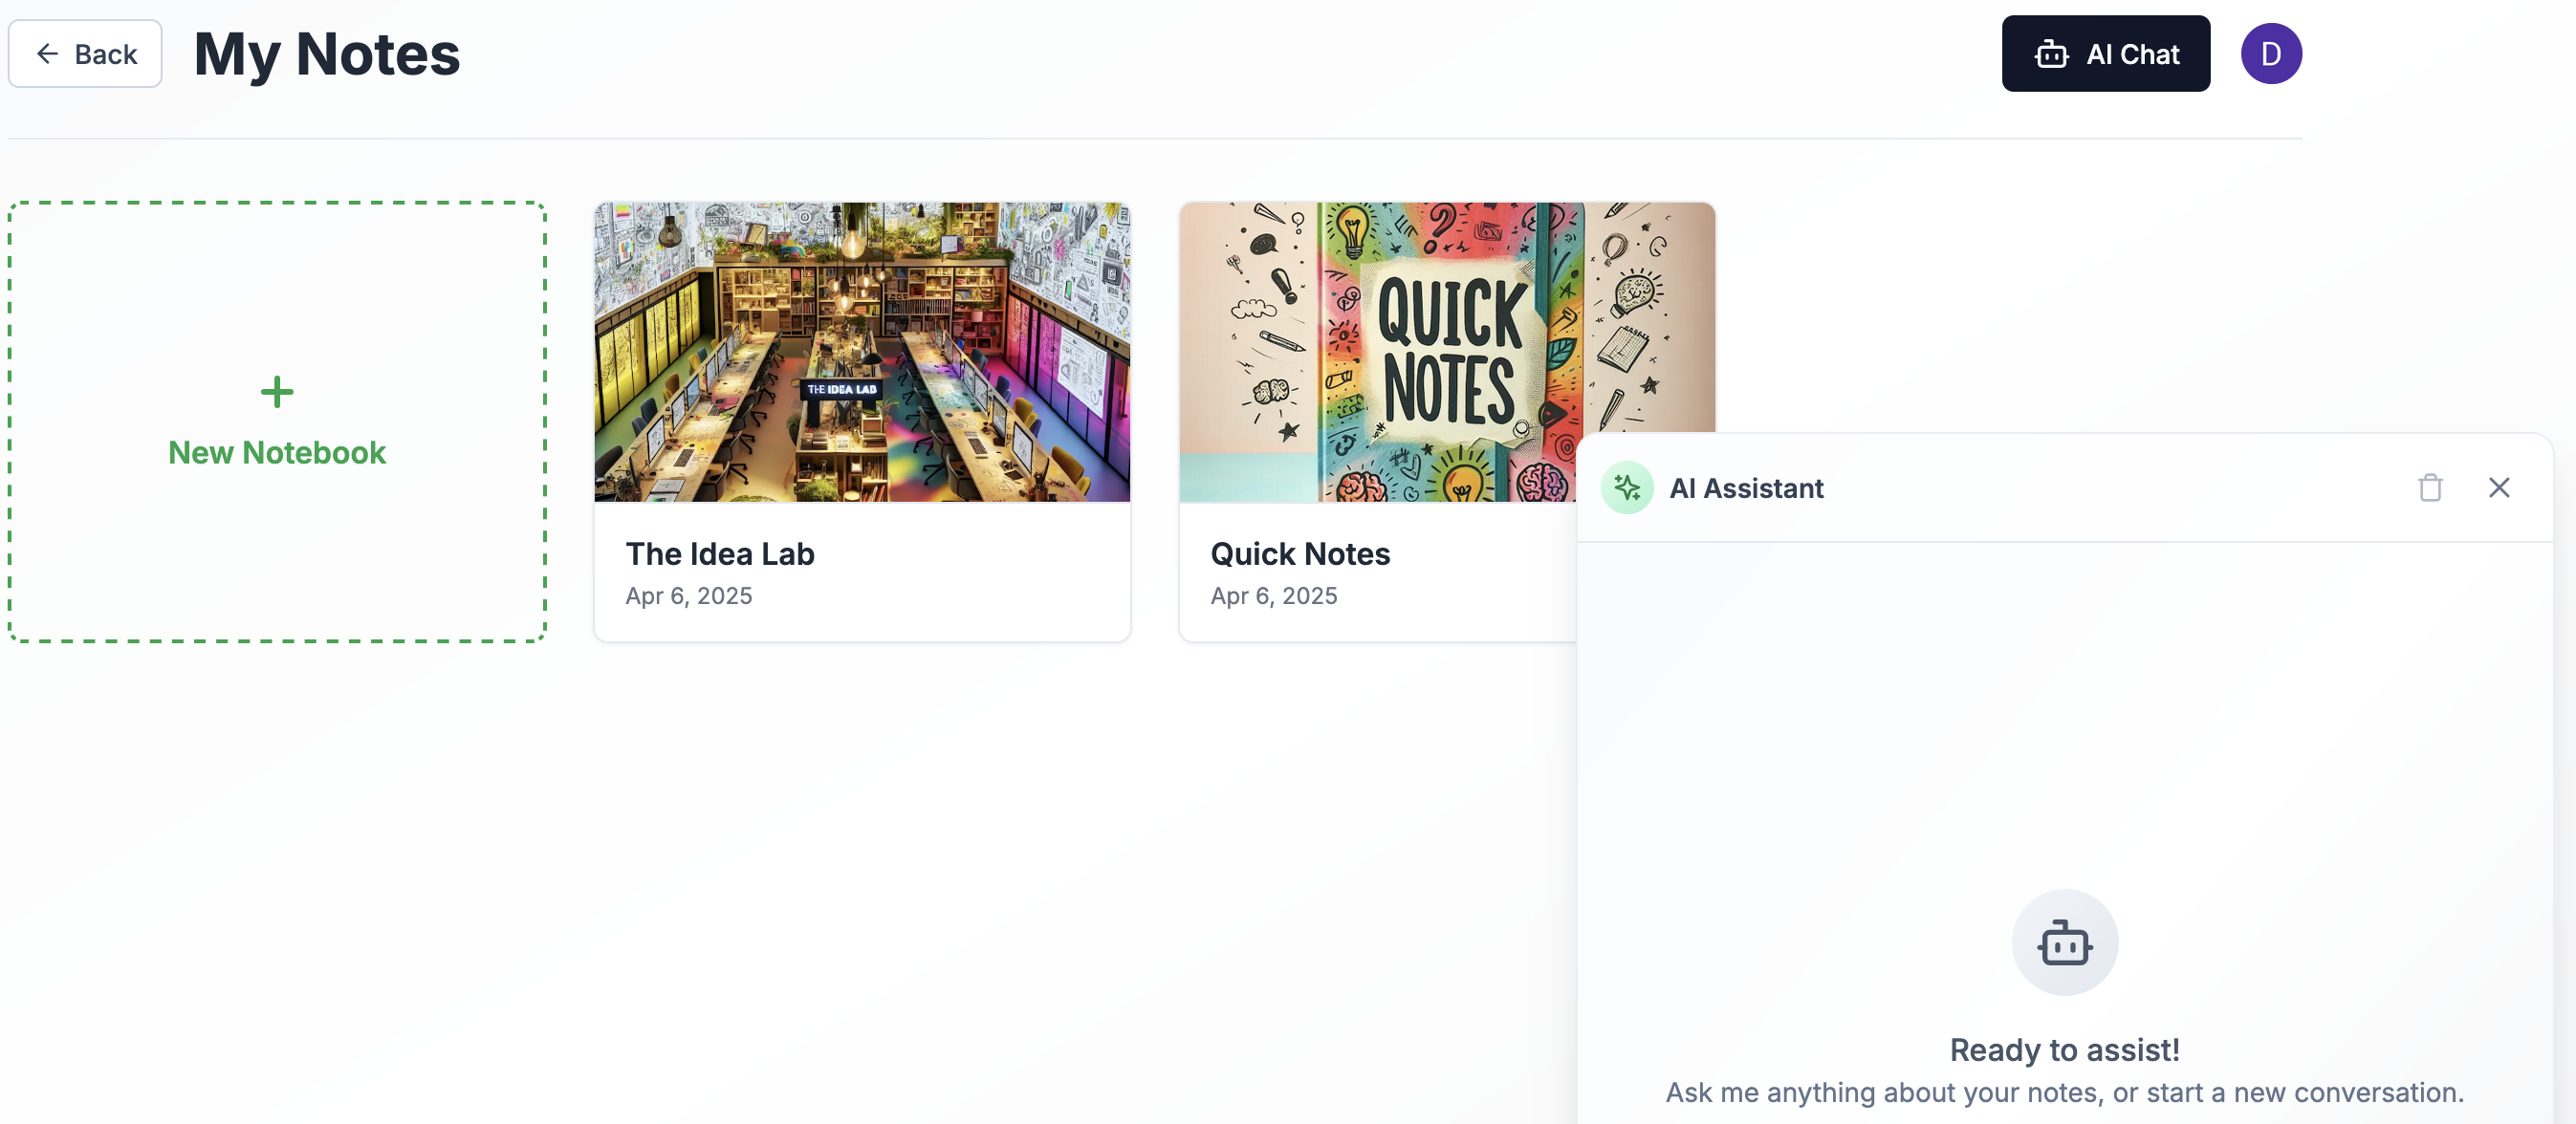 Back
My Notes
AI Chat
D
New Notebook
THE IDEA LAB
The Idea Lab
Apr 6, 2025
QUICK
NOTES
Quick Notes
Apr 6, 2025
AI Assistant
Ready to assist!
Ask me anything about your notes, or start a new conversation.